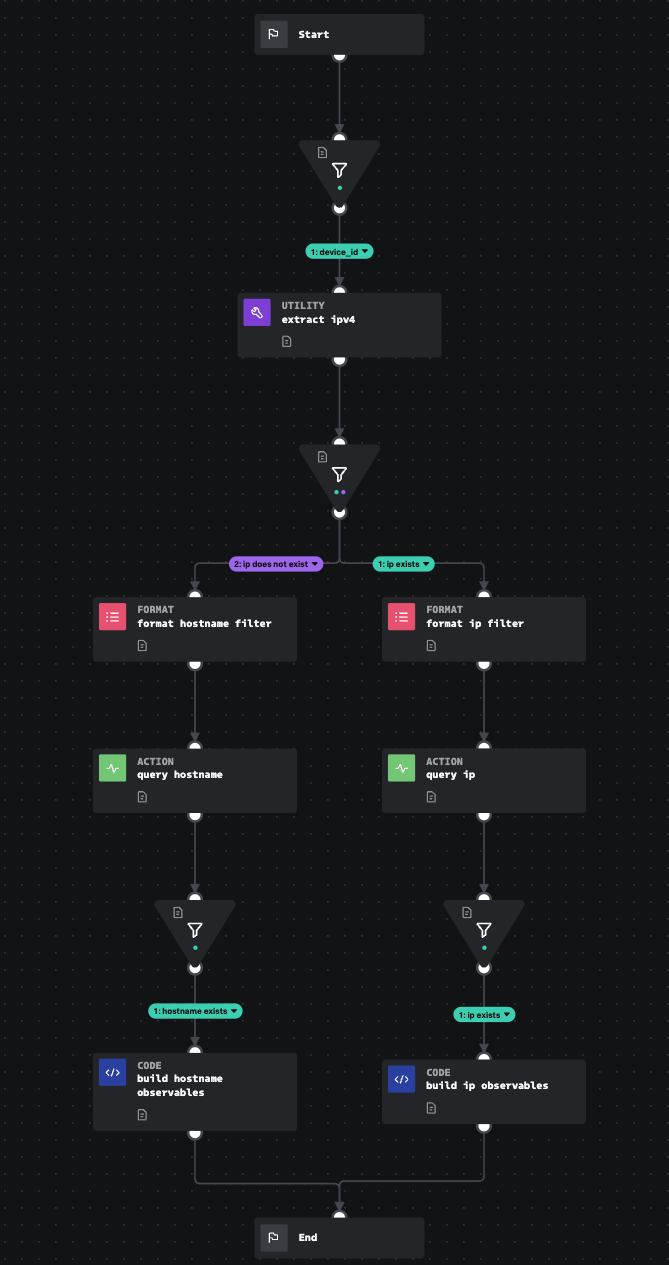 Start
1: device_id
UTILITY
extract ipv4
2: ip does not exist
1: ip exists
FORMAT
format hostname filter
FORMAT
format ip filter
ACTION
query hostname
ACTION
query ip
1: hostname exists
1: ip exists
CODE
build hostname
observables
CODE
build ip observables
End